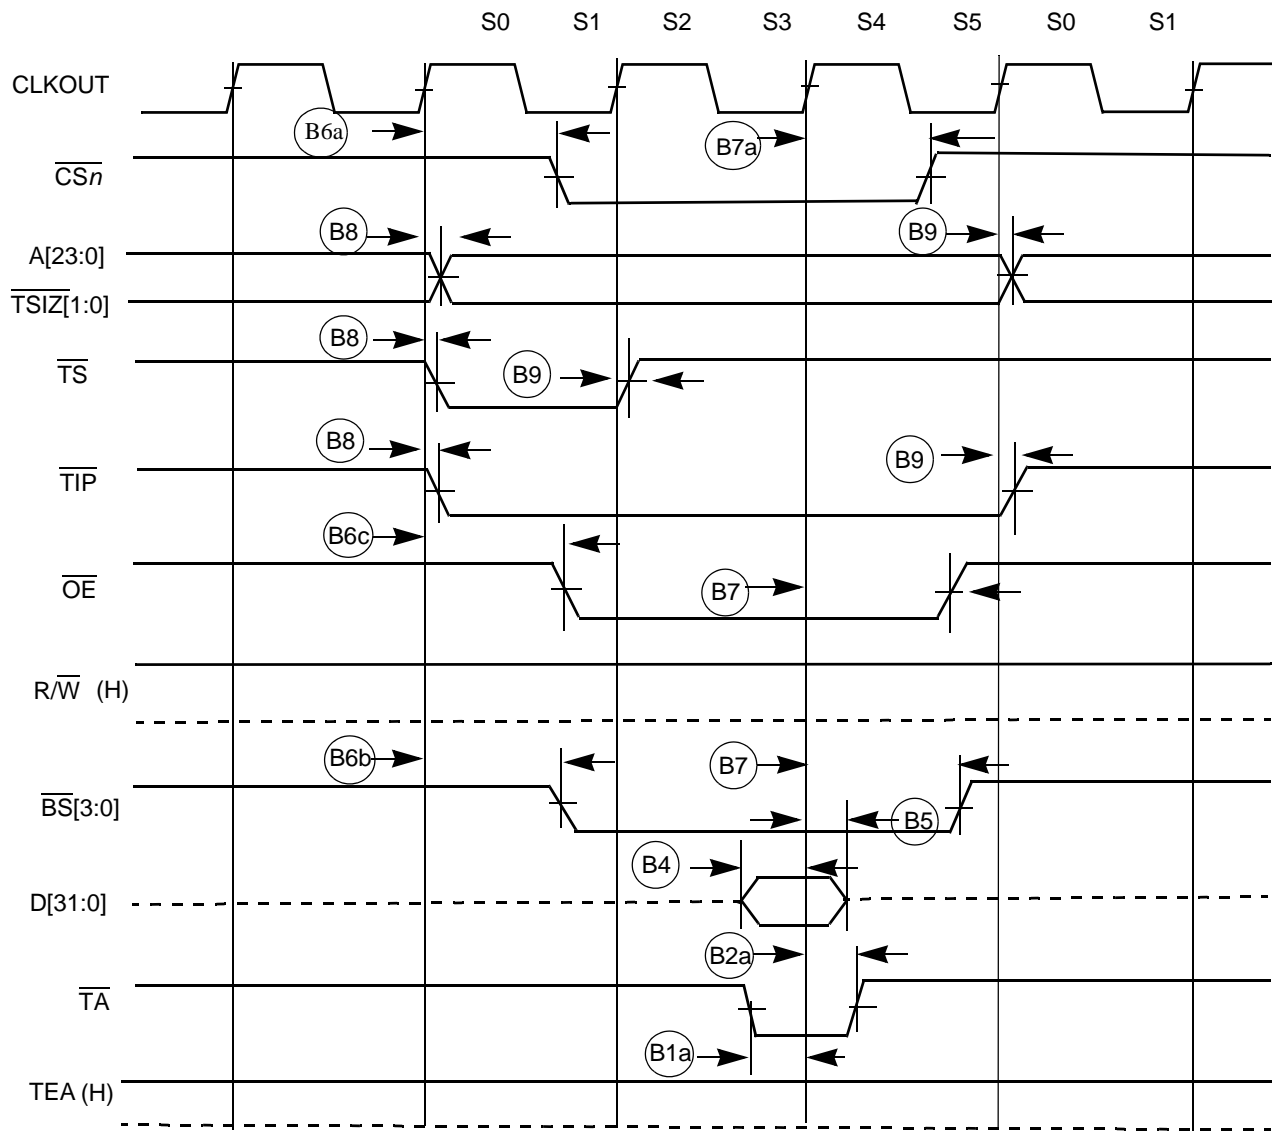 S0 S1 S2 S3 S4 S5 S0 S1
CLKOUT
B6a B7a
CSn
B8 B9
A[23:0]
TSIZ[1:0]
B8
TS B9
B8 B9
TIP
B6c
OE B7
R/W (H)
B6b B7
BS[3:0] B5
B4
D[31:0]
B2a
TA
B1a
TEA (H)